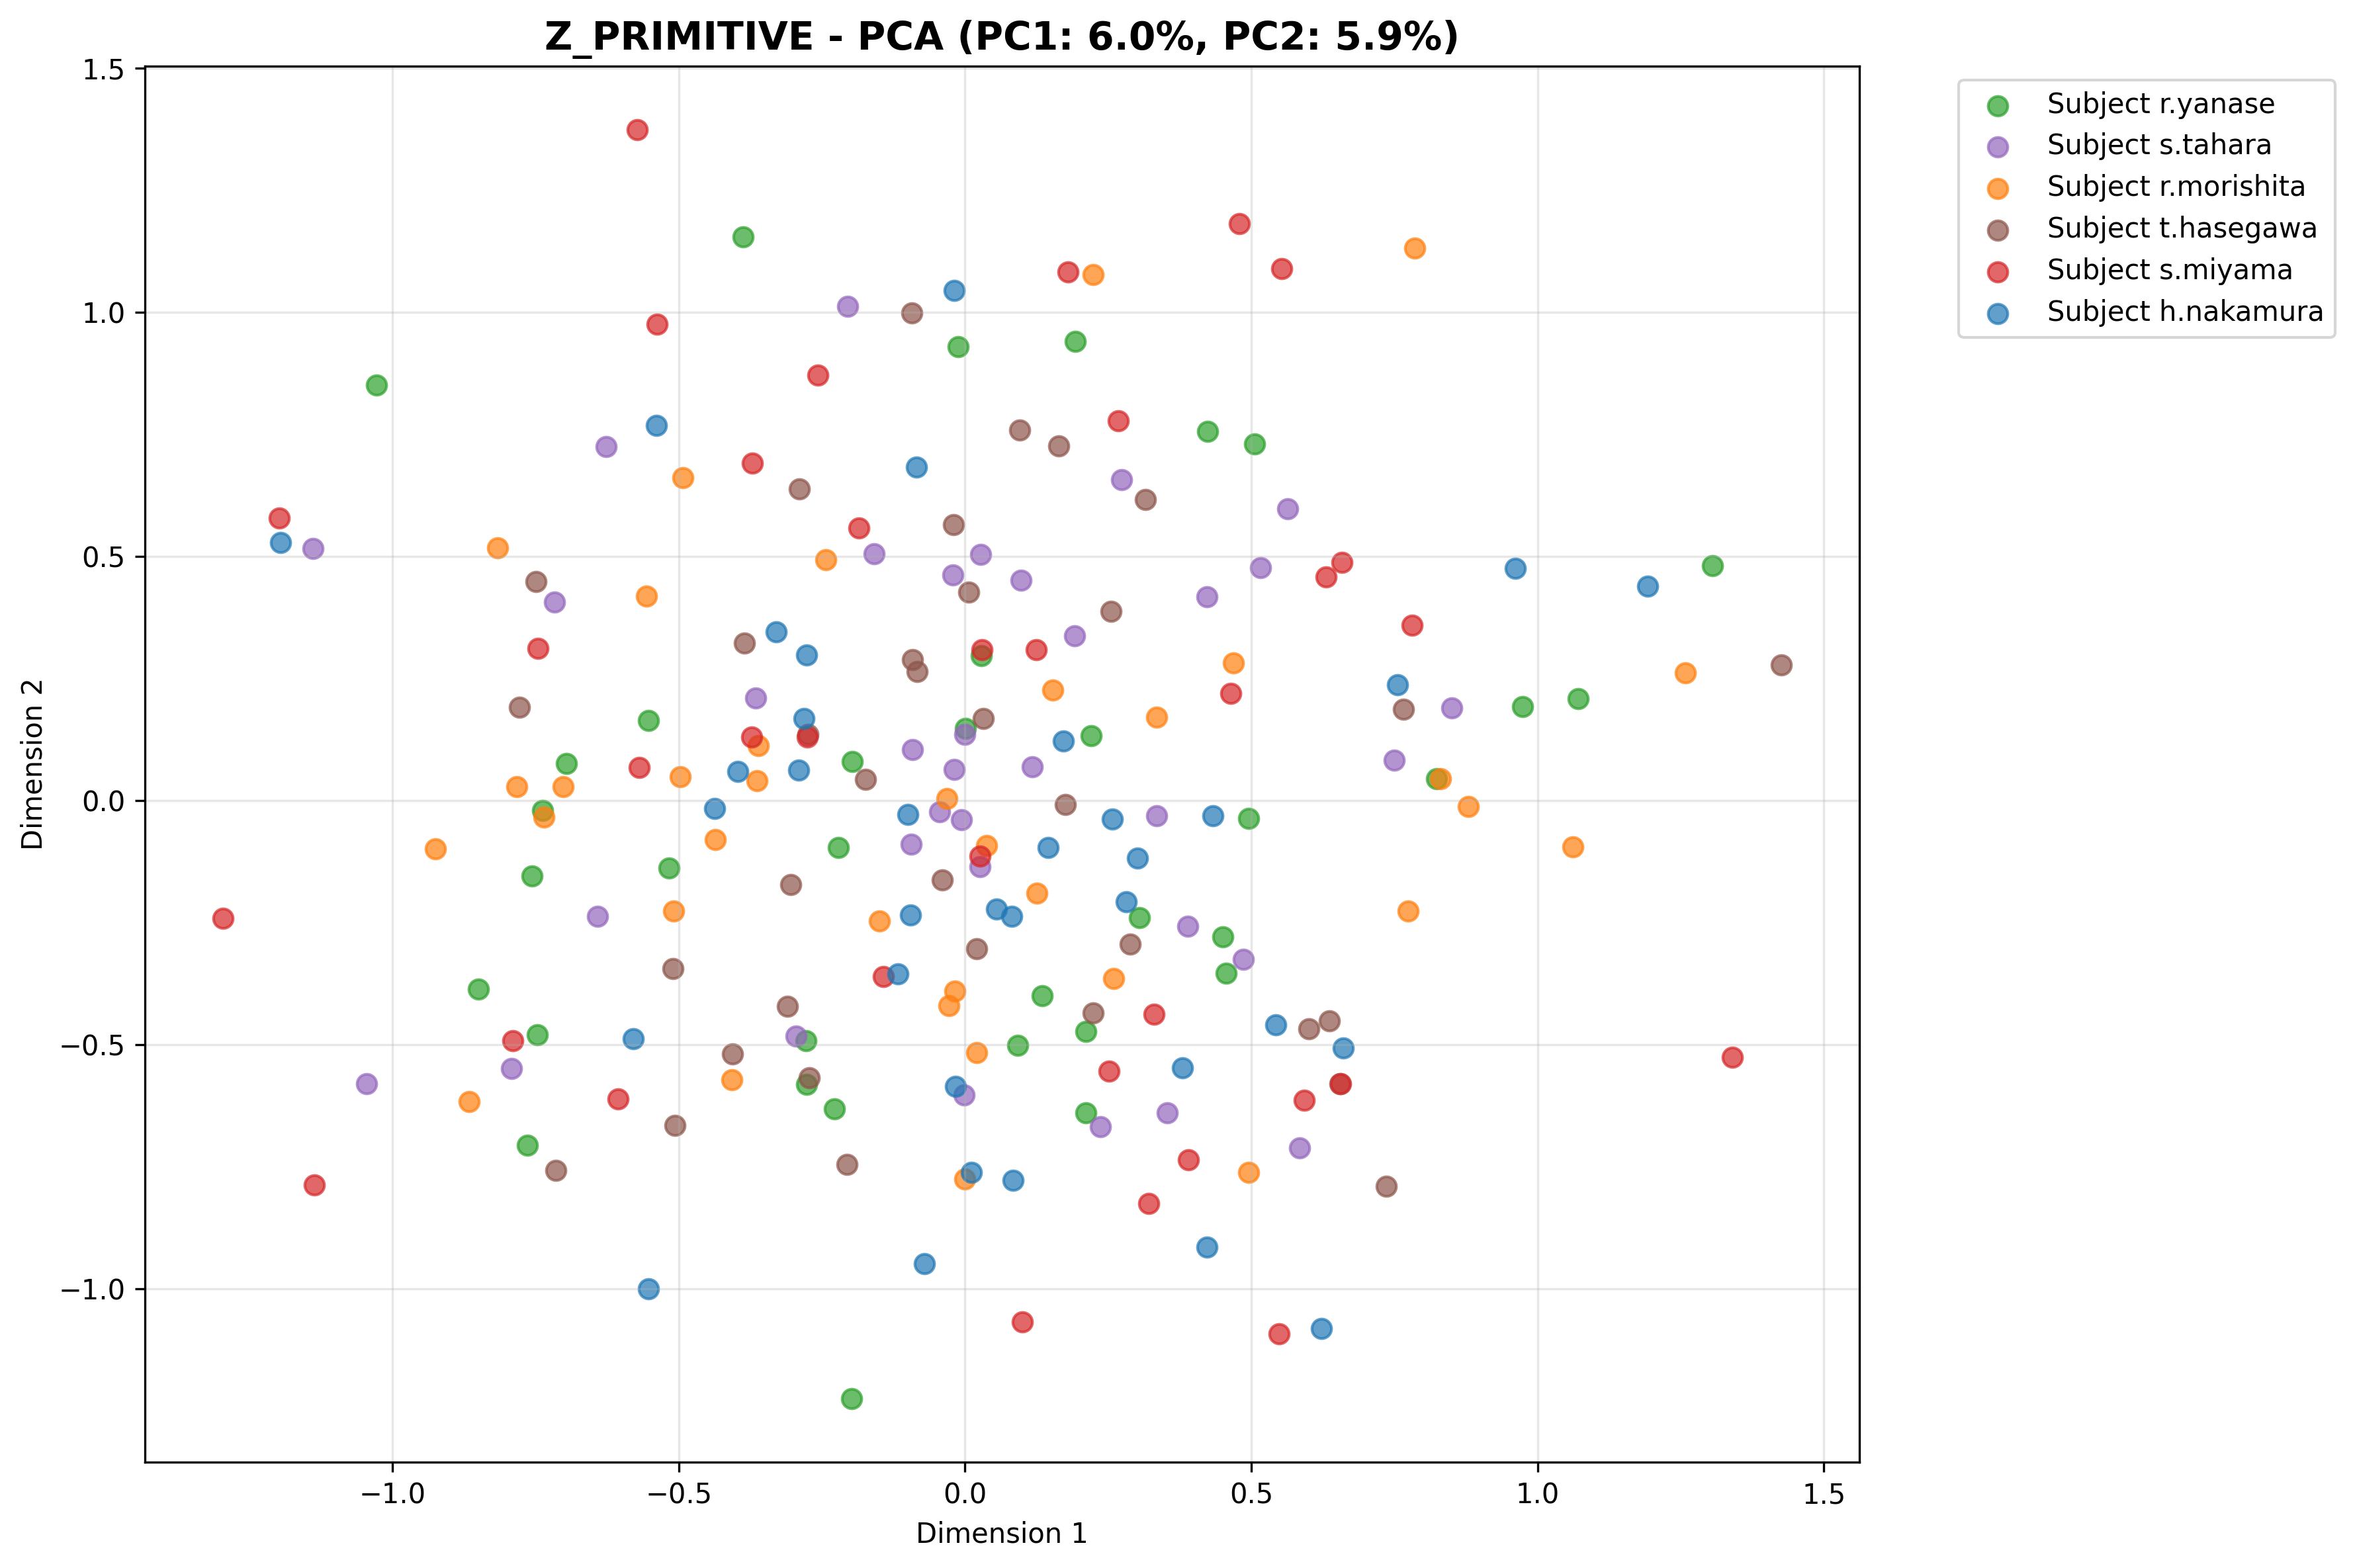 Z_PRIMITIVE - PCA (PC1: 6.0%, PC2: 5.9%)
Subject r.yanase
Subject s.tahara
Subject r.morishita
Subject t.hasegawa
Subject s.miyama
Subject h.nakamura
Dimension 2
1.5
1.0
0.5
0.0
−0.5
−1.0
−1.0
−0.5
0.0
0.5
1.0
1.5
Dimension 1